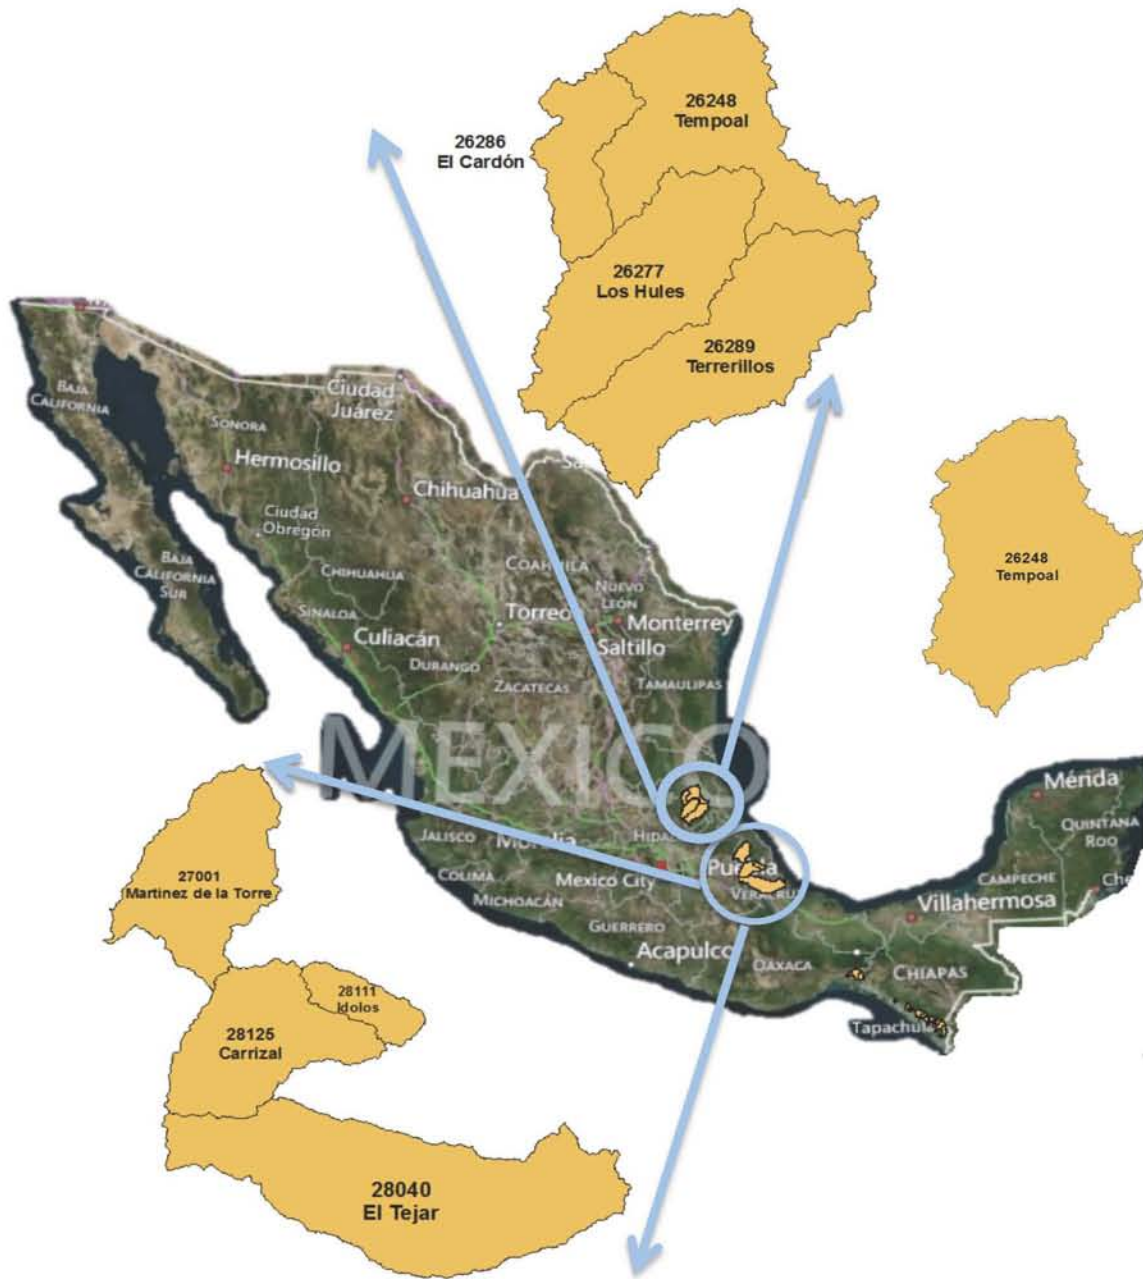 26248
Tempoal
26286
El Cardón
26277
Los Hules
26289
Terrerillos
Ciudad
Juárez
BAJA
CALIFORNIA
SONORA
Hermosillo
Chihuahua
Ciudad
Obregón
CHIHUAHUA
COAHUILA
BAJA
CALIFORNIA
SUR
NUEVO
LEÓN
SINALOA
Torreón
Monterrey
Culiacán
Saltillo
DURANGO
ZACATECAS
TAMAULIPAS
26248
Tempoal
MEXICO
Mérida
QUINTANA
ROO
JALISCO
COLIMA
Mexico City
Puebla
VERACRUZ
CAMPECHE
MICHOACÁN
Villahermosa
GUERRERO
Acapulco
OAXACA
CHIAPAS
Tapachula
27001
Martinez de la Torre
28111
Idolos
28125
Carrizal
28040
El Tejar